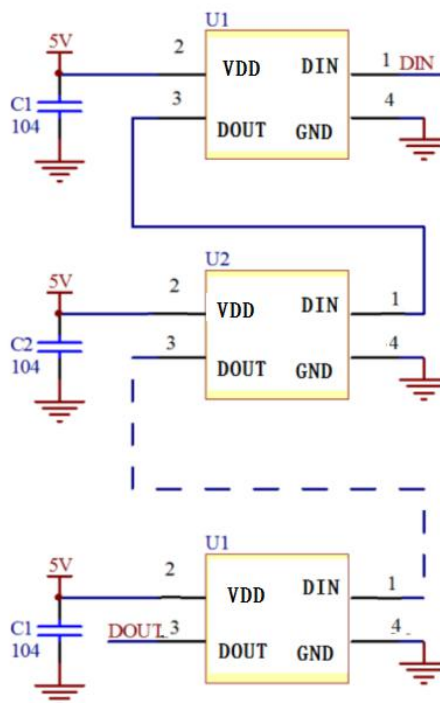 5V
U1
2 VDD DIN 1 DIN
C1
104
3 DOUT GND 4
5V
U2
2 VDD DIN 1
C2
104
3 DOUT GND 4
U1
5V
2 VDD DIN 1
C1
104
DOUT 3 DOUT GND 4